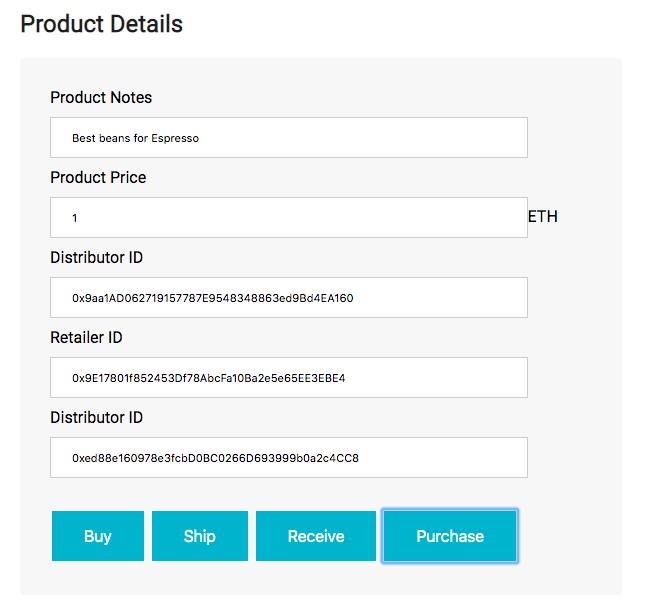 Product Details
Product Notes
Best beans for Espresso
Product Price
1
ETH
Distributor ID
0x9aa1AD062719157787E9548348863ed9Bd4EA160
Retailer ID
0x9E17801f852453Df78AbcFa10Ba2e5e65EE3EBE4
Distributor ID
0xed88e160978e3fcbD0BC0266D693999b0a2c4CC8
Buy Ship Receive Purchase